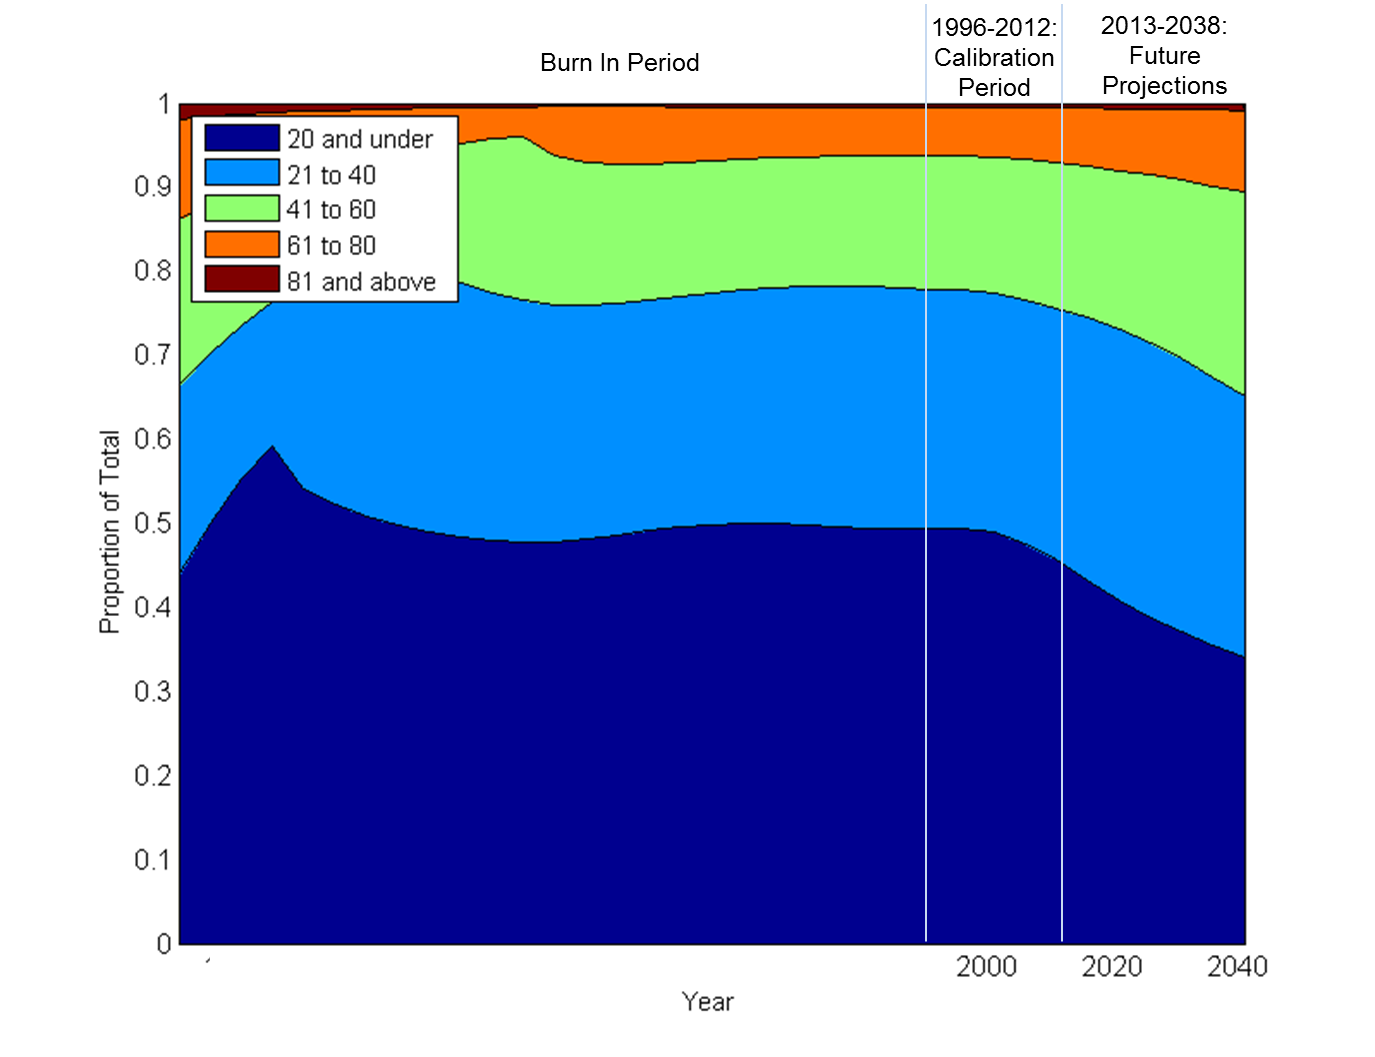 1996-2012:
Calibration
Period
2013-2038:
Future
Projections
Burn In Period
1
0.9
0.8
0.7
0.6
0.5
0.4
0.3
0.2
0.1
0
20 and under
21 to 40
41 to 60
61 to 80
81 and above
Proportion of Total
2000
2020
2040
Year